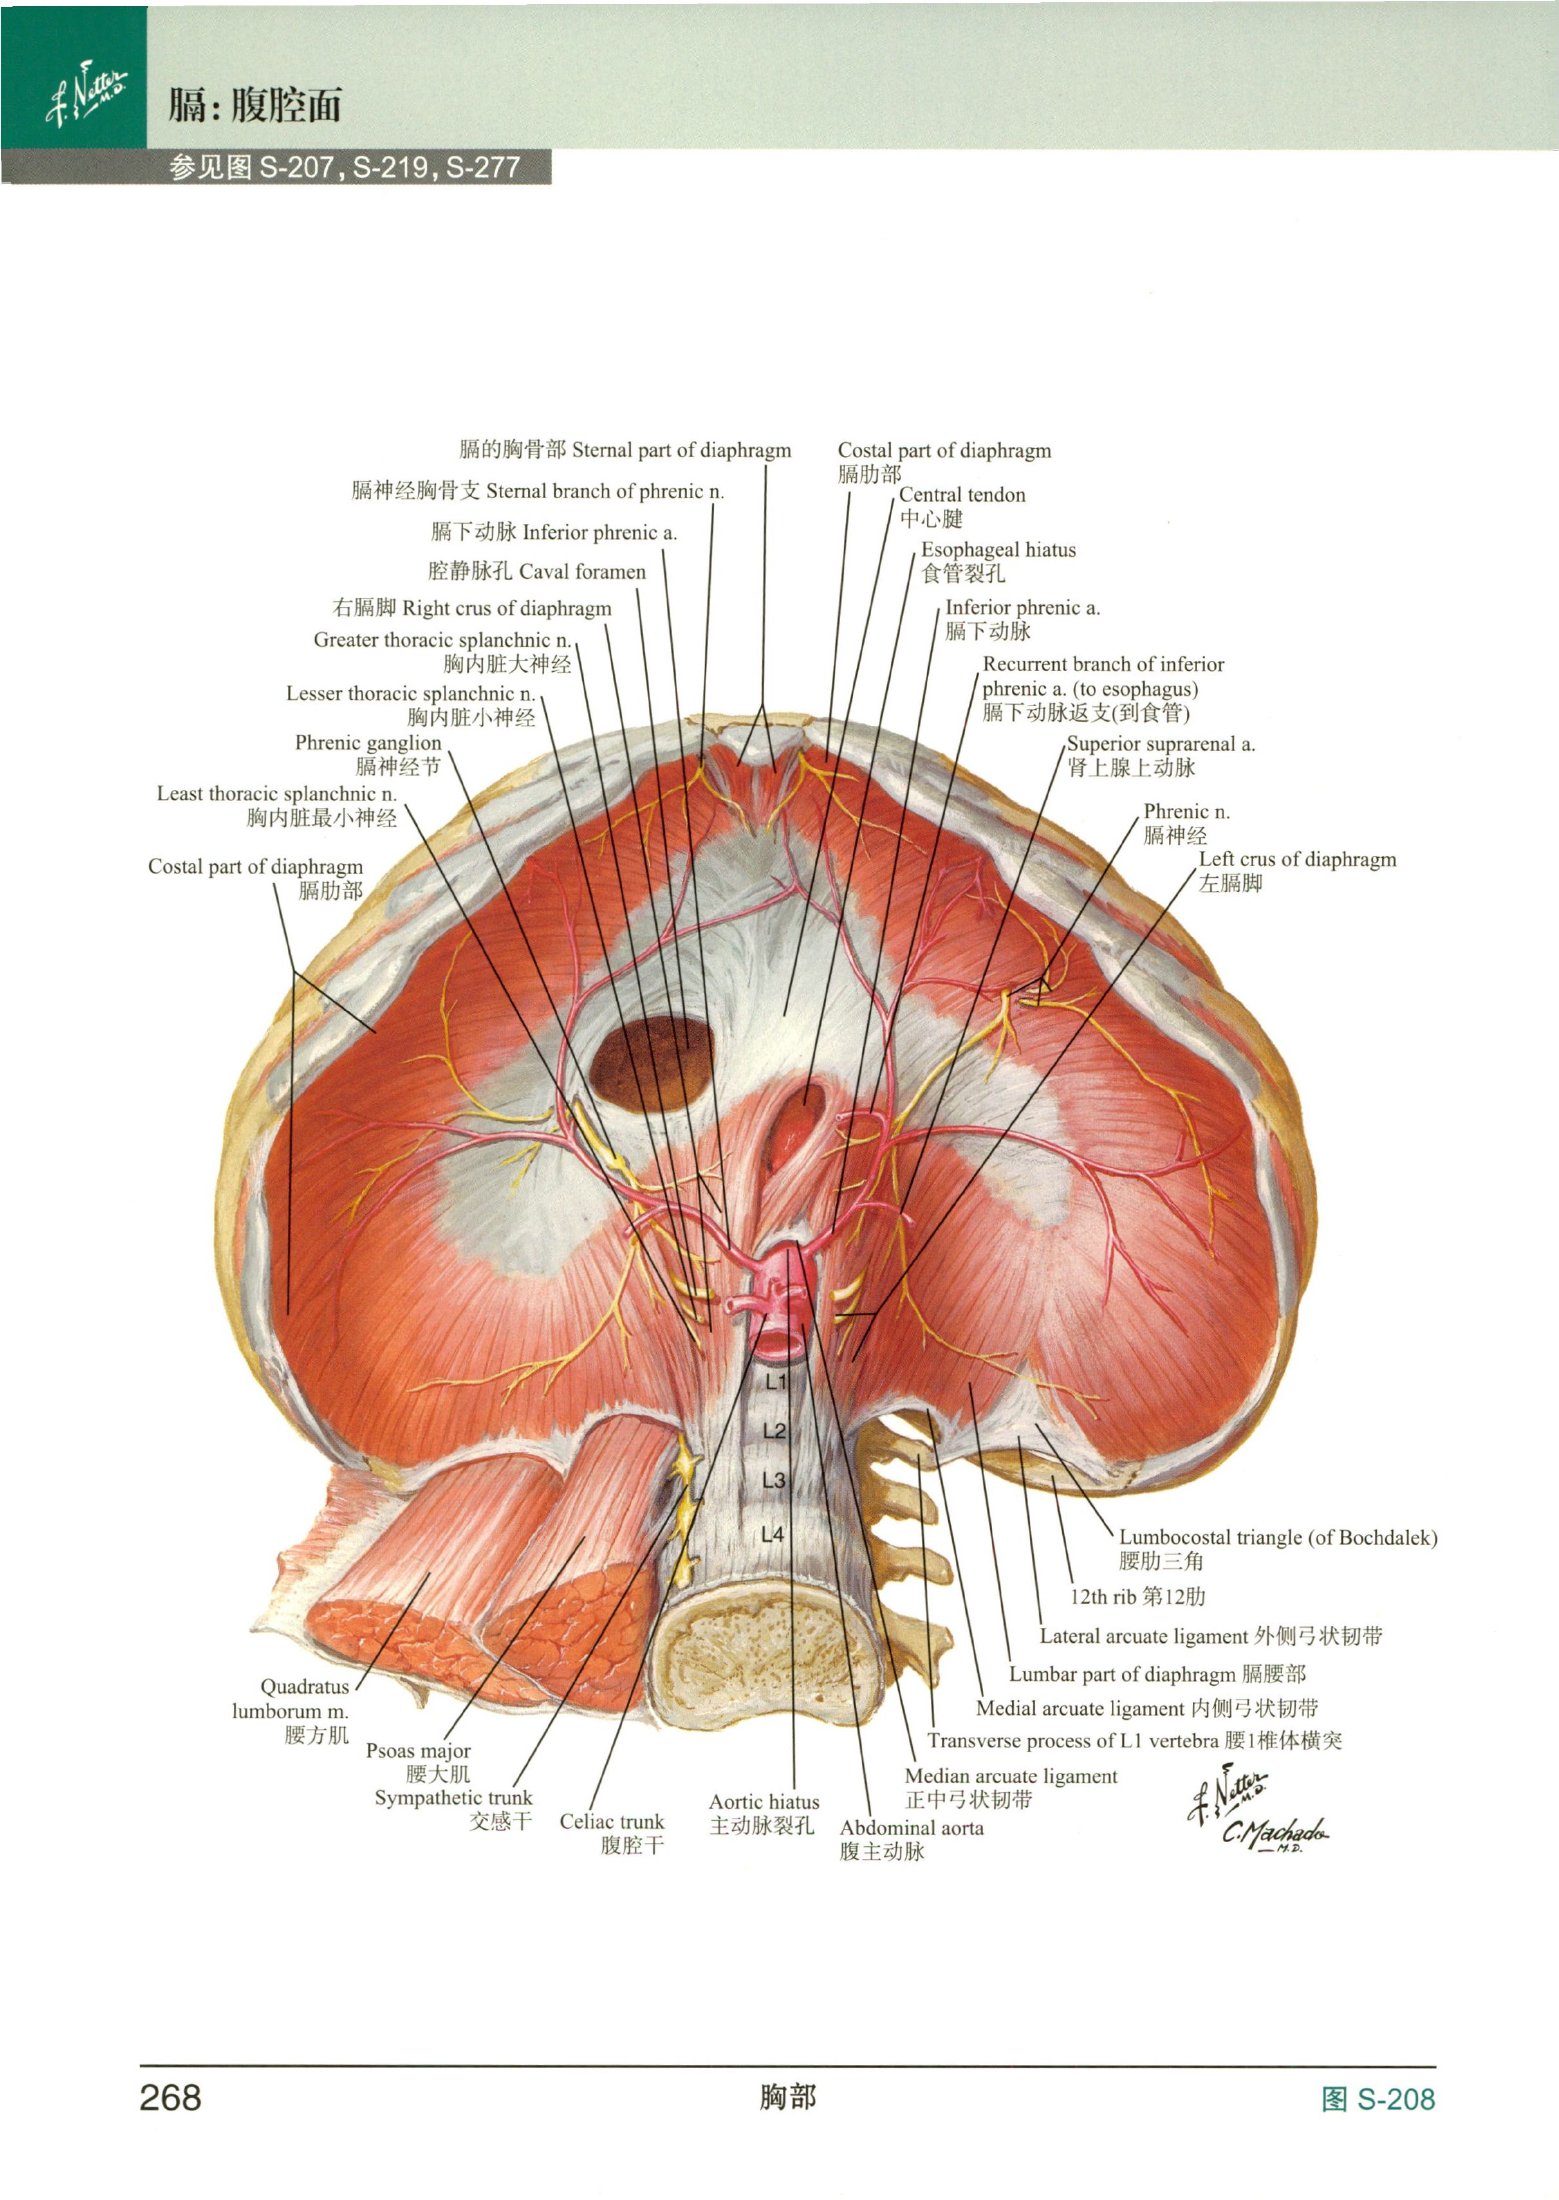 F. Netter M.D.
膈：腹腔面
参见图 S-207, S-219, S-277
膈的胸骨部 Sternal part of diaphragm
膈神经胸骨支 Sternal branch of phrenic n.
膈下动脉 Inferior phrenic a.
腔静脉孔 Caval foramen
右膈脚 Right crus of diaphragm
Greater thoracic splanchnic n.
胸内脏大神经
Lesser thoracic splanchnic n.
胸内脏小神经
Phrenic ganglion
膈神经节
Least thoracic splanchnic n.
胸内脏最小神经
Costal part of diaphragm
膈肋部
Costal part of diaphragm
膈肋部
Central tendon
中心腱
Esophageal hiatus
食管裂孔
Inferior phrenic a.
膈下动脉
Recurrent branch of inferior
phrenic a. (to esophagus)
膈下动脉返支(到食管)
Superior suprarenal a.
肾上腺上动脉
Phrenic n.
膈神经
Left crus of diaphragm
左膈脚
L1
L2
L3
L4
Lumbocostal triangle (of Bochdalek)
腰肋三角
12th rib 第12肋
Lateral arcuate ligament 外侧弓状韧带
Lumbar part of diaphragm 膈腰部
Medial arcuate ligament 内侧弓状韧带
Transverse process of L1 vertebra 腰1椎体横突
Median arcuate ligament
正中弓状韧带
Quadratus
lumborum m.
腰方肌
Psoas major
腰大肌
Sympathetic trunk
交感干
Celiac trunk
腹腔干
Aortic hiatus
主动脉裂孔
Abdominal aorta
腹主动脉
F. Netter M.D.
C. Machado
M.D.
268
胸部
图 S-208